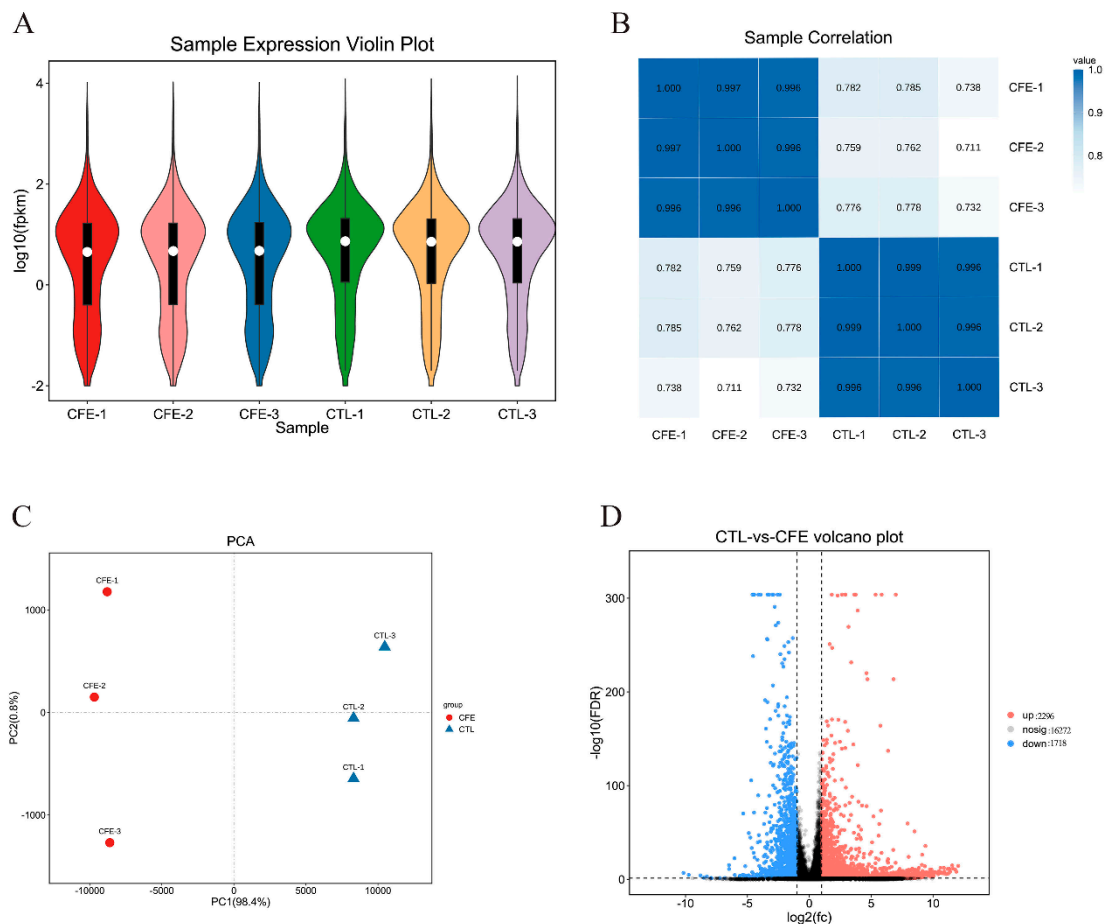 A
Sample Expression Violin Plot
log10(fpkm)
4
2
0
-2
CFE-1 CFE-2 CFE-3 CTL-1 CTL-2 CTL-3
Sample
B
Sample Correlation
value
1.0
0.9
0.8
1.000 0.997 0.996 0.782 0.785 0.738 CFE-1
0.997 1.000 0.996 0.759 0.762 0.711 CFE-2
0.996 0.996 1.000 0.776 0.778 0.732 CFE-3
0.782 0.759 0.776 1.000 0.999 0.996 CTL-1
0.785 0.762 0.778 0.999 1.000 0.996 CTL-2
0.738 0.711 0.732 0.996 0.996 1.000 CTL-3
CFE-1 CFE-2 CFE-3 CTL-1 CTL-2 CTL-3
C
PCA
PC2(0.8%)
1000
0
-1000
CFE-1
CTL-3
CFE-2
CTL-2
CTL-1
CFE-3
-10000 -5000 0 5000 10000
PC1(98.4%)
group
CFE
CTL
D
CTL-vs-CFE volcano plot
-log10(FDR)
300
200
100
0
-10 -5 0 5 10
log2(fc)
up:2296
nosig:16272
down:1718